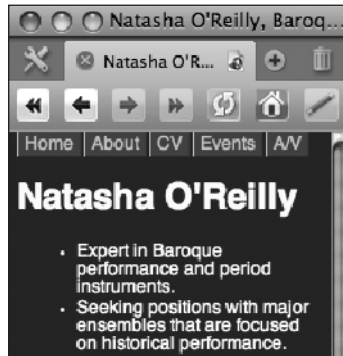 Natasha O'Reilly, Baroq...
Natasha O'R...
Home About CV Events A/V
Natasha O'Reilly
• Expert in Baroque
performance and period
instruments.
• Seeking positions with major
ensembles that are focused
on historical performance.